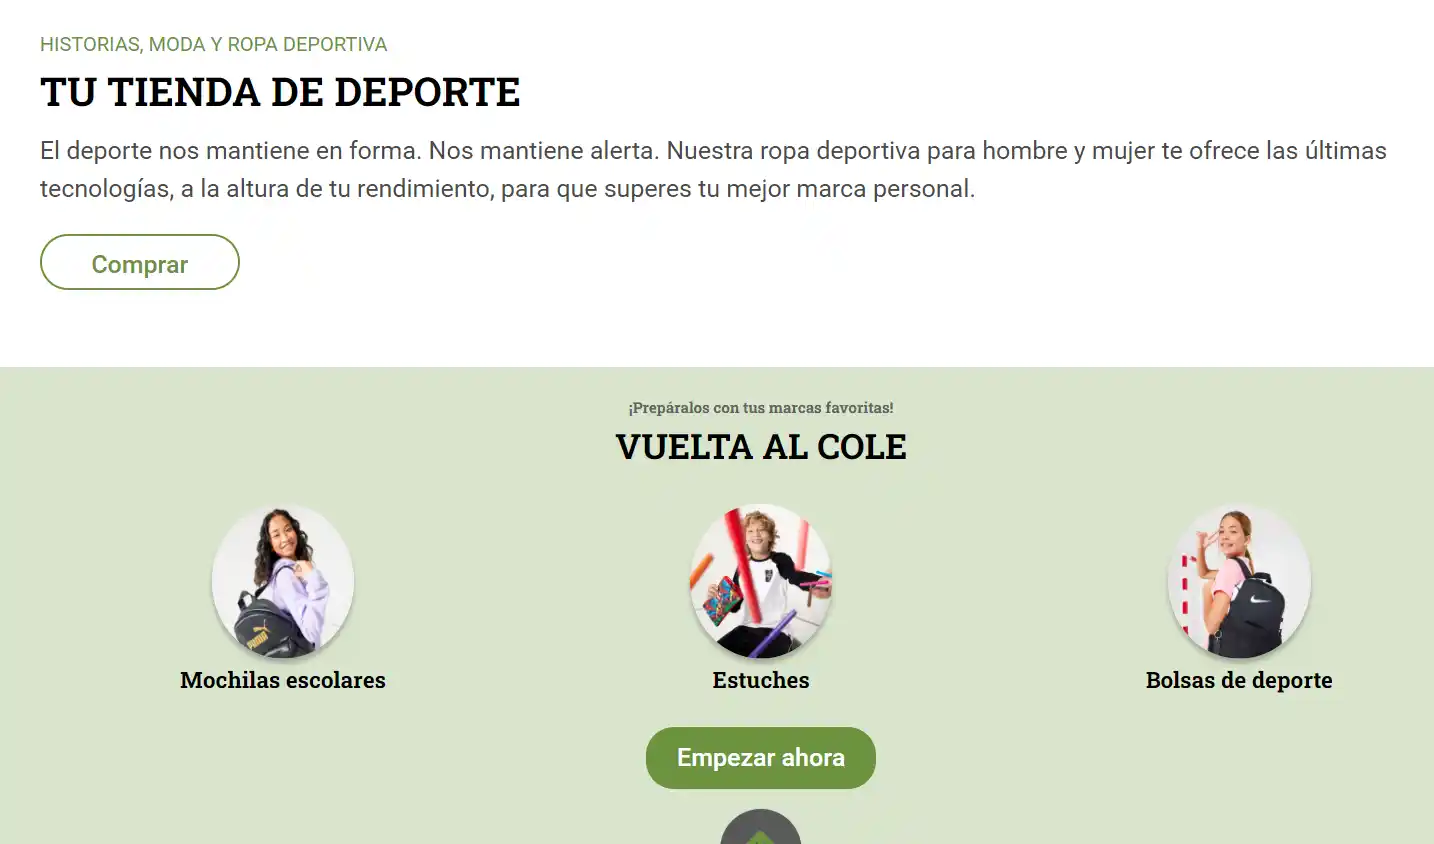 HISTORIAS, MODA Y ROPA DEPORTIVA
TU TIENDA DE DEPORTE
El deporte nos mantiene en forma. Nos mantiene alerta. Nuestra ropa deportiva para hombre y mujer te ofrece las últimas
tecnologías, a la altura de tu rendimiento, para que superes tu mejor marca personal.
Comprar
¡Prepáralos con tus marcas favoritas!
VUELTA AL COLE
PUMA
Mochilas escolares
Estuches
Bolsas de deporte
Empezar ahora